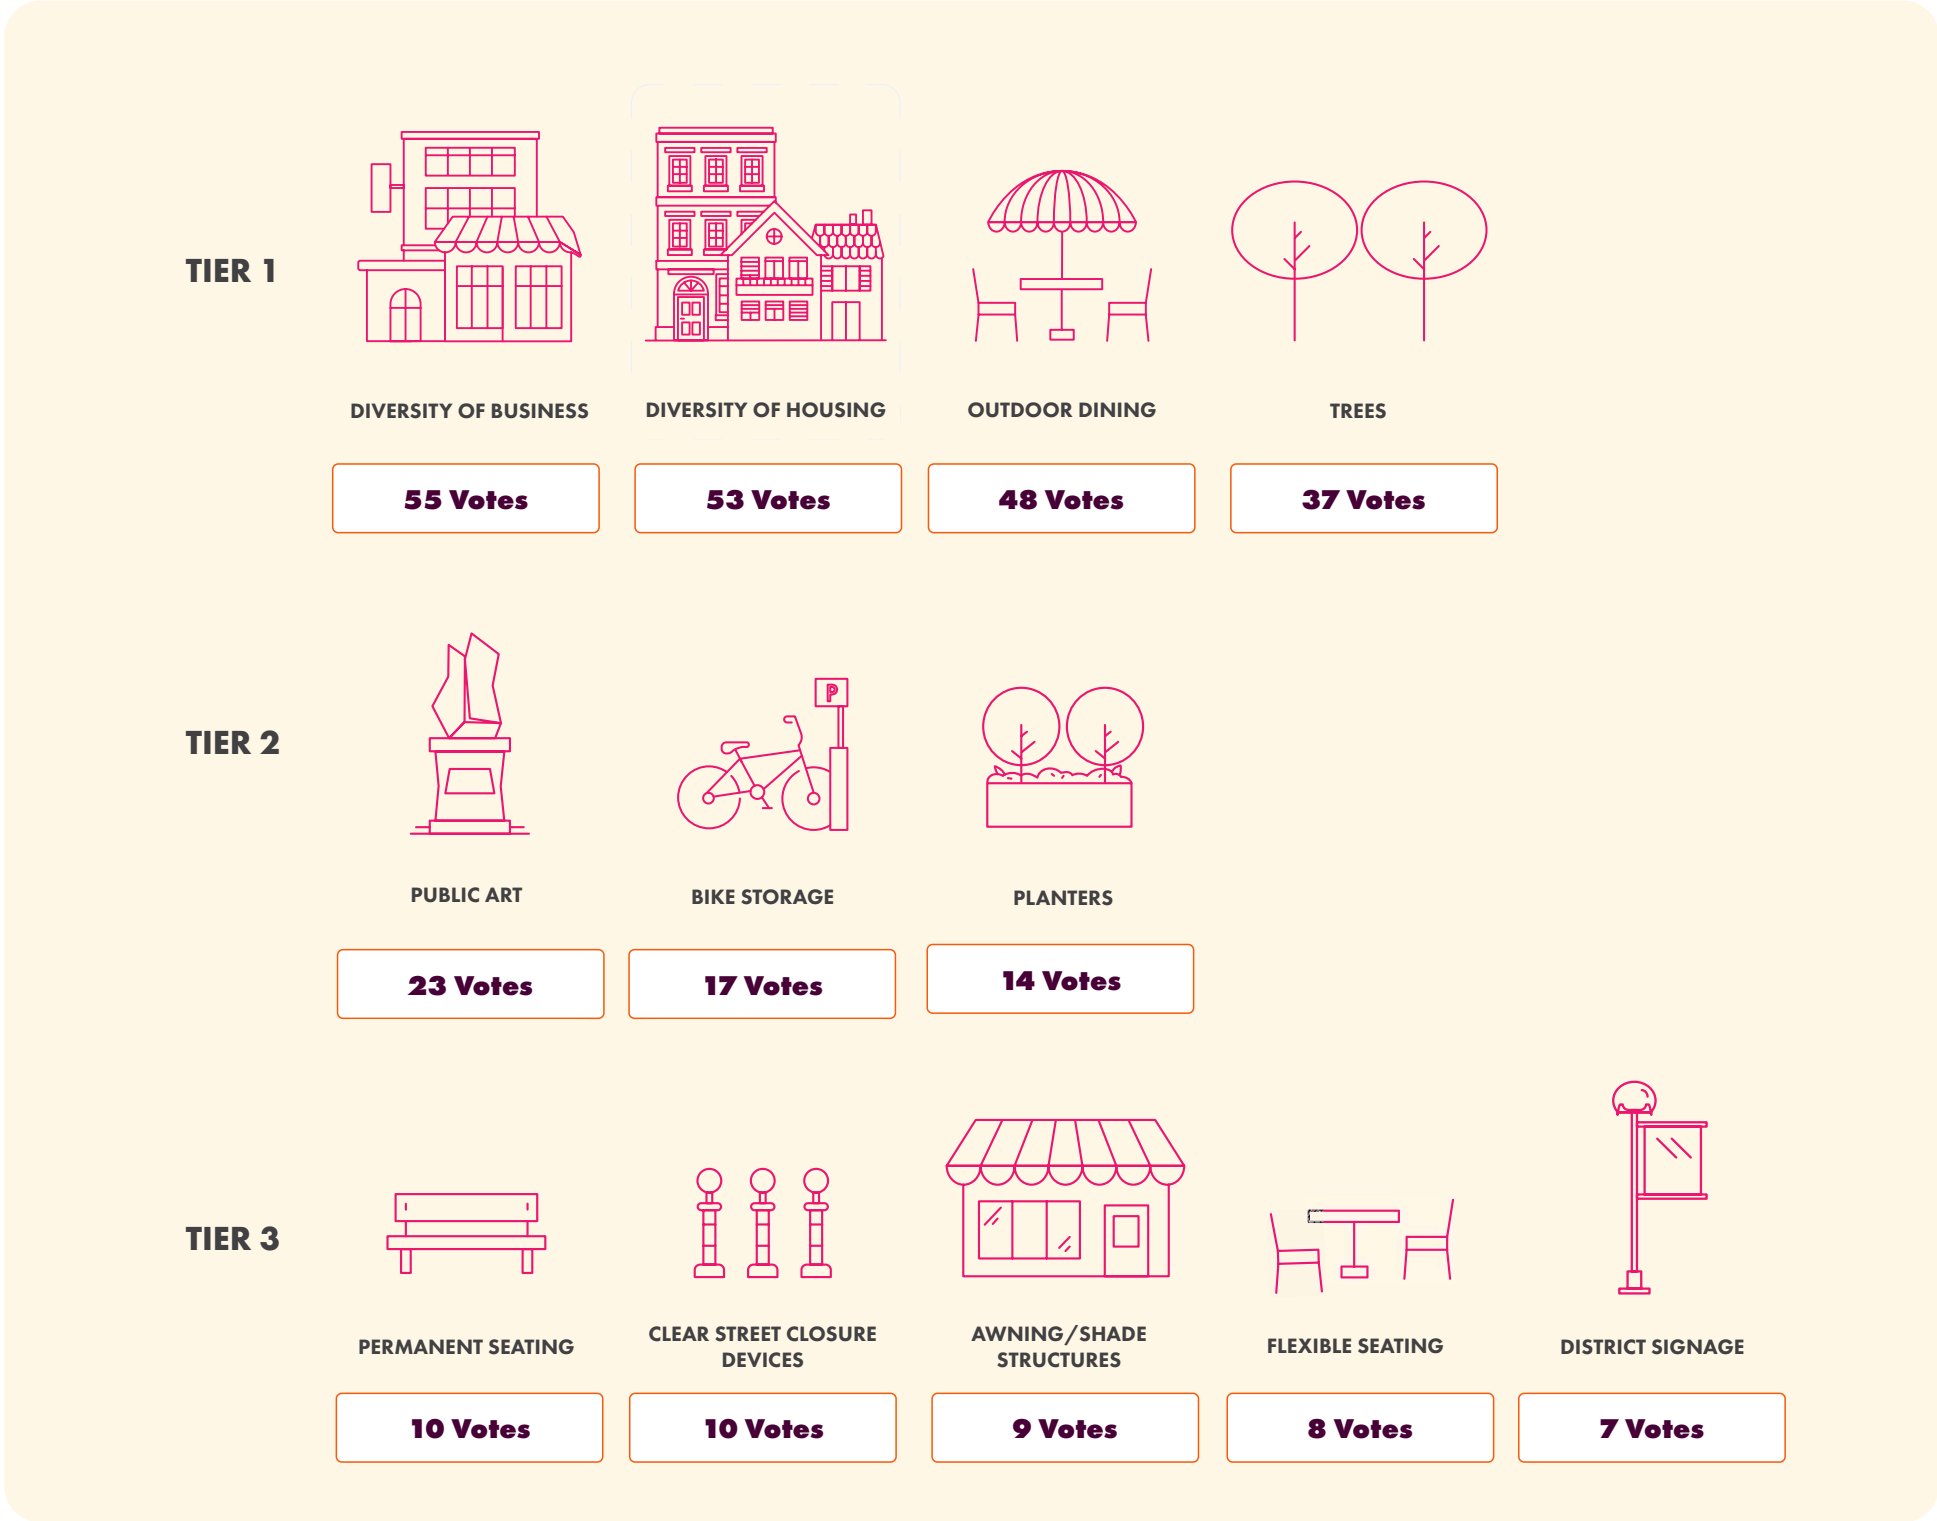 TIER 1
DIVERSITY OF BUSINESS
DIVERSITY OF HOUSING
OUTDOOR DINING
TREES
55 Votes
53 Votes
48 Votes
37 Votes
TIER 2
P
PUBLIC ART
BIKE STORAGE
PLANTERS
23 Votes
17 Votes
14 Votes
TIER 3
PERMANENT SEATING
CLEAR STREET CLOSURE
DEVICES
AWNING/SHADE
STRUCTURES
FLEXIBLE SEATING
DISTRICT SIGNAGE
10 Votes
10 Votes
9 Votes
8 Votes
7 Votes